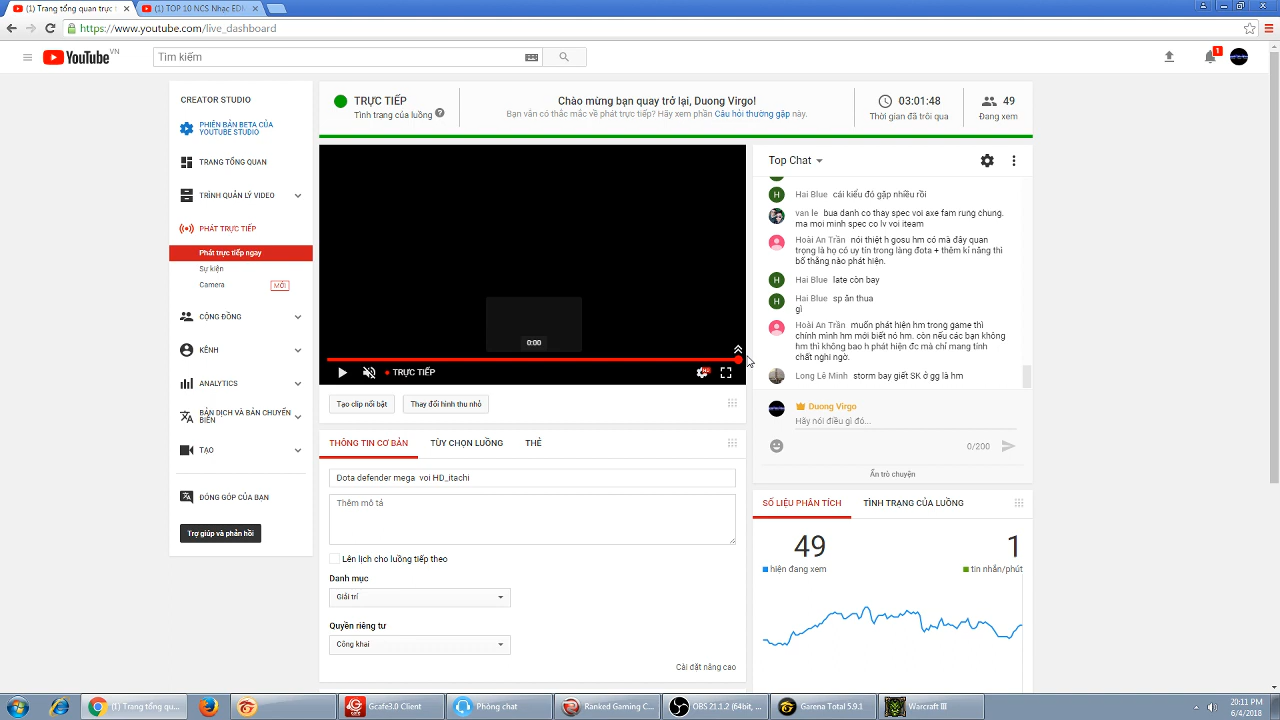 (1) Trang tổng quan trực
(1) TOP 10 NCS Nhạc EDM
https://www.youtube.com/live_dashboard
YouTube VN
Tìm kiếm
1
CREATOR STUDIO
PHIÊN BẢN BETA CỦA
YOUTUBE STUDIO
TRANG TỔNG QUAN
TRÌNH QUẢN LÝ VIDEO
PHÁT TRỰC TIẾP
Phát trực tiếp ngay
Sự kiện
Camera MỚI
CỘNG ĐỒNG
KÊNH
ANALYTICS
BẢN DỊCH VÀ BẢN CHUYỂN
BIÊN
TẠO
ĐÓNG GÓP CỦA BẠN
Trợ giúp và phản hồi
TRỰC TIẾP
Tình trạng của luồng
Chào mừng bạn quay trở lại, Duong Virgo!
Bạn vẫn có thắc mắc về phát trực tiếp? Hãy xem phần Câu hỏi thường gặp này.
03:01:48
Thời gian đã trôi qua
49
Đang xem
0:00
TRỰC TIẾP
HD
Tạo clip nổi bật
Thay đổi hình thu nhỏ
THÔNG TIN CƠ BẢN
TÙY CHỌN LUỒNG
THẺ
Dota defender mega voi HD_itachi
Thêm mô tả
Lên lịch cho luồng tiếp theo
Danh mục
Giải trí
Quyền riêng tư
Công khai
Cài đặt nâng cao
Top Chat
H Hai Blue cái kiểu đó gặp nhiều rồi
van le bua danh co thay spec voi axe fam rung chung.
ma moi minh spec co lv voi iteam
Hoài An Trần nói thiệt h gosu hm có mà đầy quan
trọng là họ có uy tín trong làng đota + thêm kĩ năng thì
bố thằng nào phát hiện.
H Hai Blue late còn bay
H Hai Blue sp ăn thua
gì
Hoài An Trần muốn phát hiện hm trong game thì
chính mình hm mới biết nó hm. còn nếu các bạn không
hm thì không bao h phát hiện đc mà chỉ mang tính
chất nghi ngờ.
Long Lê Minh storm bay giết SK ở gg là hm
Duong Virgo
Hãy nói điều gì đó...
0/200
Ẩn trò chuyện
SỐ LIỆU PHÂN TÍCH
TÌNH TRẠNG CỦA LUỒNG
49
hiện đang xem
1
tin nhắn/phút
(1) Trang tổng qu...
Gcafe3.0 Client
Phòng chat
Ranked Gaming C...
OBS 21.1.2 (64bit, ...
Garena Total 5.9.1
Warcraft III
20:11 PM
6/4/2018